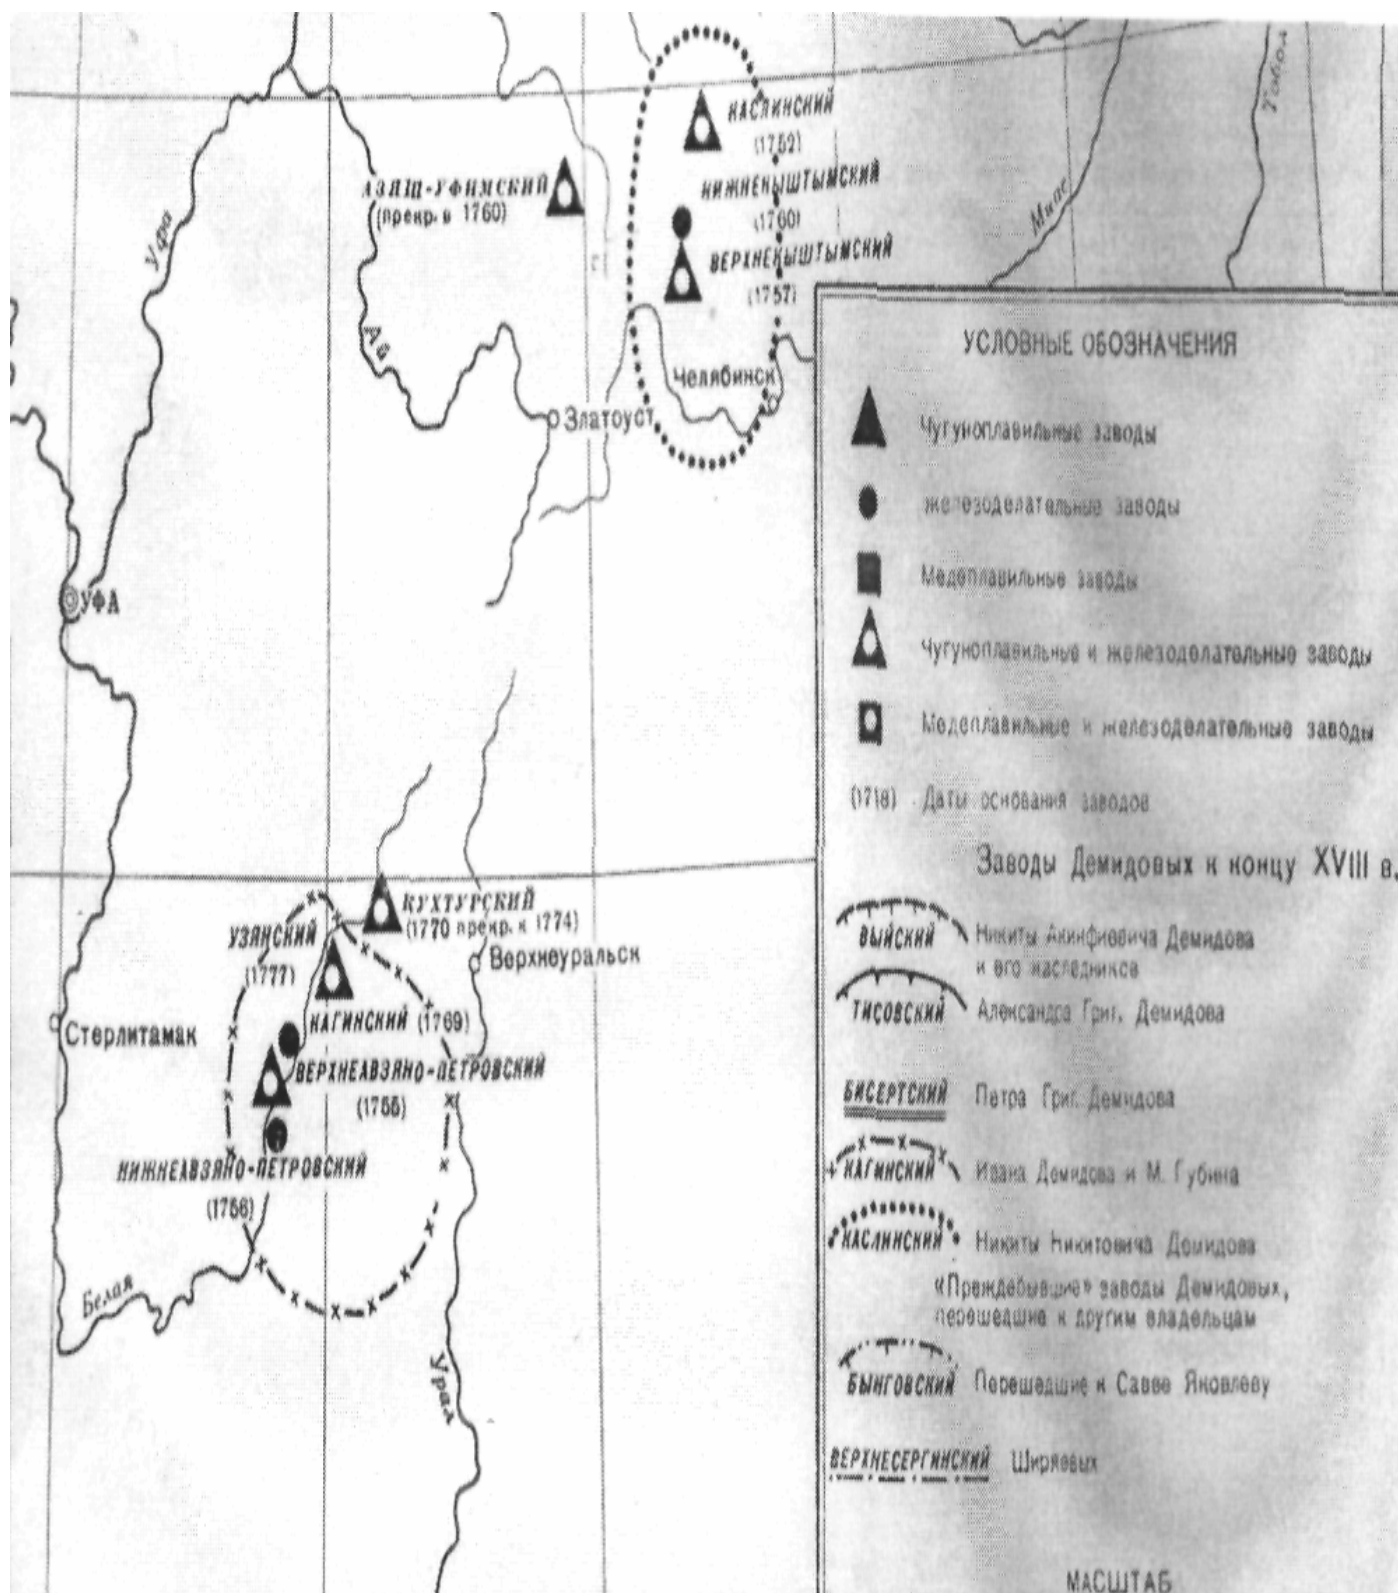 Тобол
КАСЛИНСКИЙ
(1752)
АЗЯШ-УФИМСКИЙ
(прекр. в 1760)
НИЖНЕКЫШТЫМСКИЙ
(1760)
Миас
Уфа
ВЕРХНЕКЫШТЫМСКИЙ
(1757)
Ай
Челябинск
Златоуст
УФА
КУХТУРСКИЙ
(1770 прекр. к 1774)
УЗЯНСКИЙ
(1777)
Верхнеуральск
Стерлитамак
КАГИНСКИЙ (1769)
ВЕРХНЕАВЗЯНО-ПЕТРОВСКИЙ
(1755)
НИЖНЕАВЗЯНО-ПЕТРОВСКИЙ
(1756)
Белая
Урал
УСЛОВНЫЕ ОБОЗНАЧЕНИЯ
Чугуноплавильные заводы
железоделательные заводы
Медеплавильные заводы
Чугуноплавильные и железоделательные заводы
Медеплавильные и железоделательные заводы
(1718) Даты основания заводов
Заводы Демидовых к концу XVIII в.
ВЫЙСКИЙ Никиты Акинфиевича Демидова
и его наследников
ТИСОВСКИЙ Александра Григ. Демидова
БИСЕРТСКИЙ Петра Григ. Демидова
КАГИНСКИЙ Ивана Демидова и М. Губина
КАСЛИНСКИЙ Никиты Никитовича Демидова
«Преждебывшие» заводы Демидовых,
перешедшие к другим владельцам
БЫНГОВСКИЙ Перешедшие к Савве Яковлеву
ВЕРХНЕСЕРГИНСКИЙ Ширяевых
МАСШТАБ